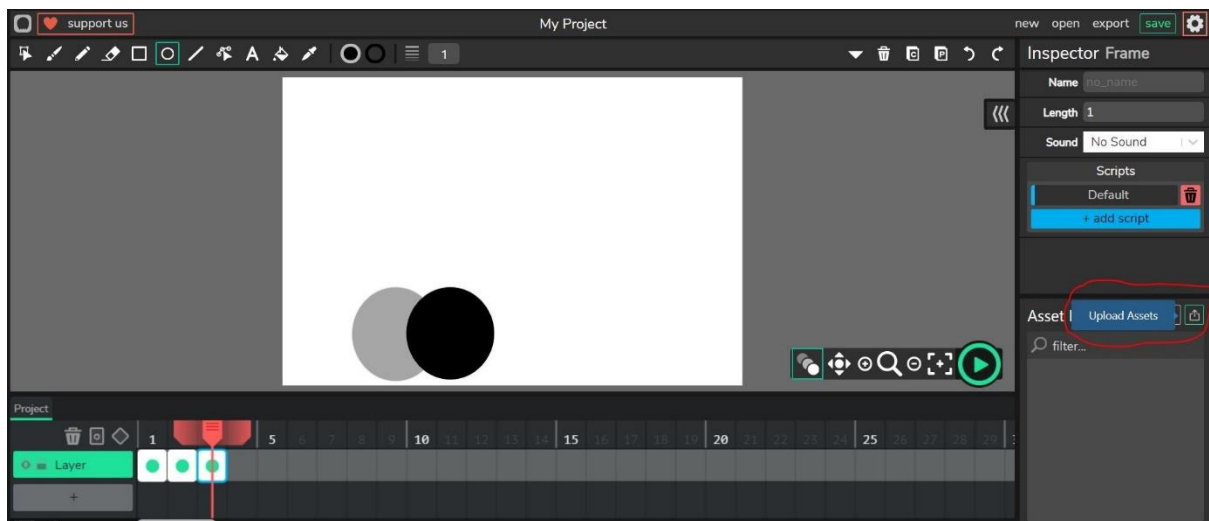 support us
My Project
new open export save
A
1
Inspector Frame
Name no_name
Length 1
Sound No Sound
Scripts
Default
+ add script
Asset Upload Assets
filter...
Project
1 5 6 7 8 9 10 11 12 13 14 15 16 17 18 19 20 21 22 23 24 25 26 27 28 29
Layer
+